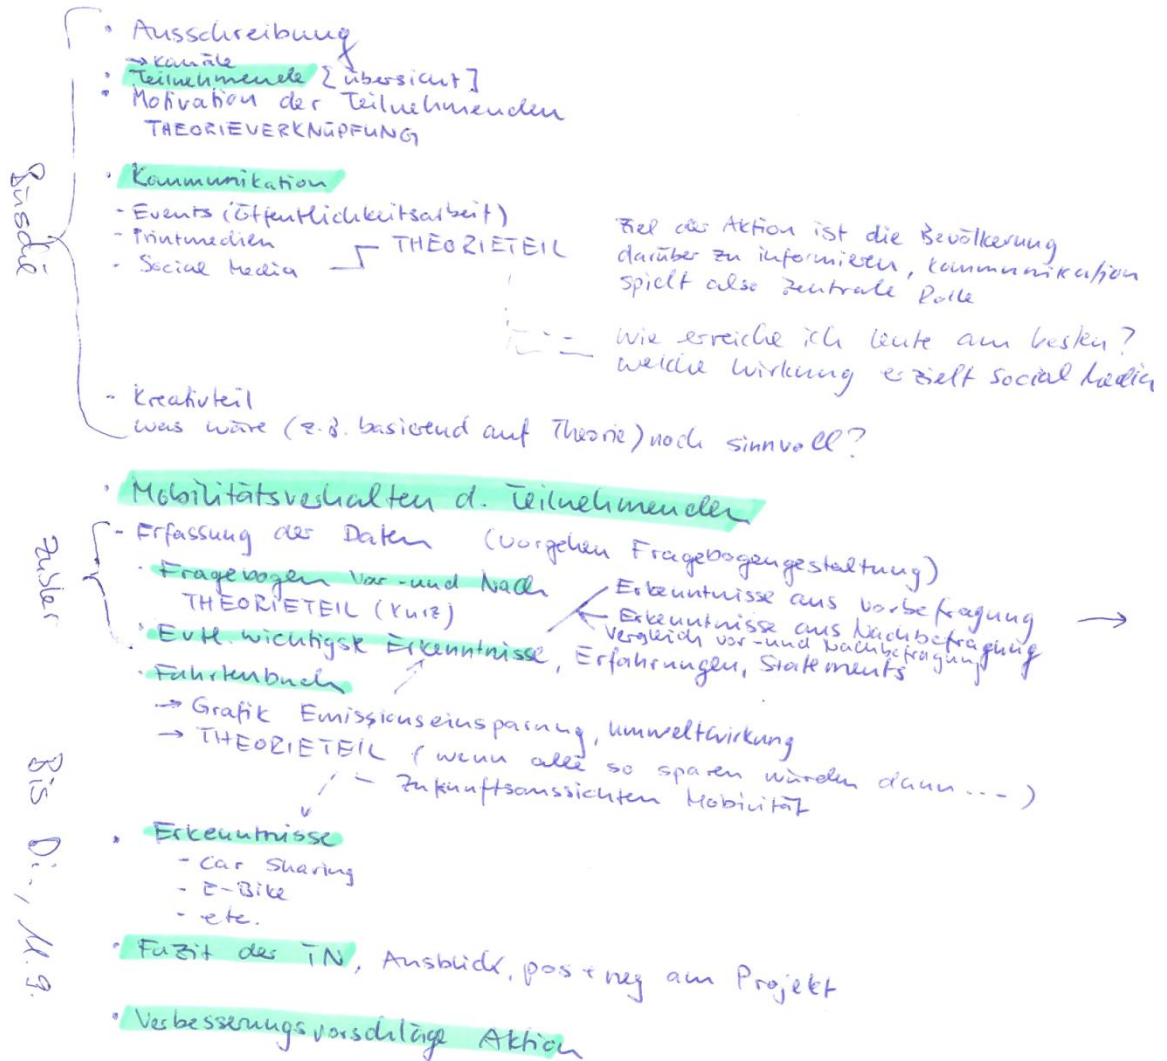 • Ausschreibung
→ Kanäle
• Teilnehmende [Übersicht]
• Motivation der Teilnehmenden
THEORIEVERKNÜPFUNG
• Kommunikation
- Events (Öffentlichkeitsarbeit)
- Printmedien
- Social Media
THEORIETEIL
Ziel der Aktion ist die Bevölkerung
darüber zu informieren, Kommunikation
spielt also zentrale Rolle
Wie erreiche ich Leute am besten?
welche Wirkung erzielt Social Media
- Kreativteil
was wäre (z.B. basierend auf Theorie) noch sinnvoll?
• Mobilitätsverhalten d. Teilnehmenden
- Erfassung der Daten (Vorgehen Fragebogengestaltung)
• Fragebogen Vor- und Nach
THEORIETEIL (kurz)
Erkenntnisse aus Vorbefragung
Erkenntnisse aus Nachbefragung
Vergleich vor- und Nachbefragung
• Evtl. wichtigste Erkenntnisse, Erfahrungen, Statements
• Fahrtenbuch
→ Grafik Emissionseinsparung, Umweltwirkung
→ THEORIETEIL (wenn alle so sparen würden dann ...)
- Zukunftsaussichten Mobilität
• Erkenntnisse
- Car Sharing
- E-Bike
- etc.
• Fazit der TN, Ausblick, pos + neg am Projekt
• Verbesserungsvorschläge Aktion
Bis Di., 11.9.